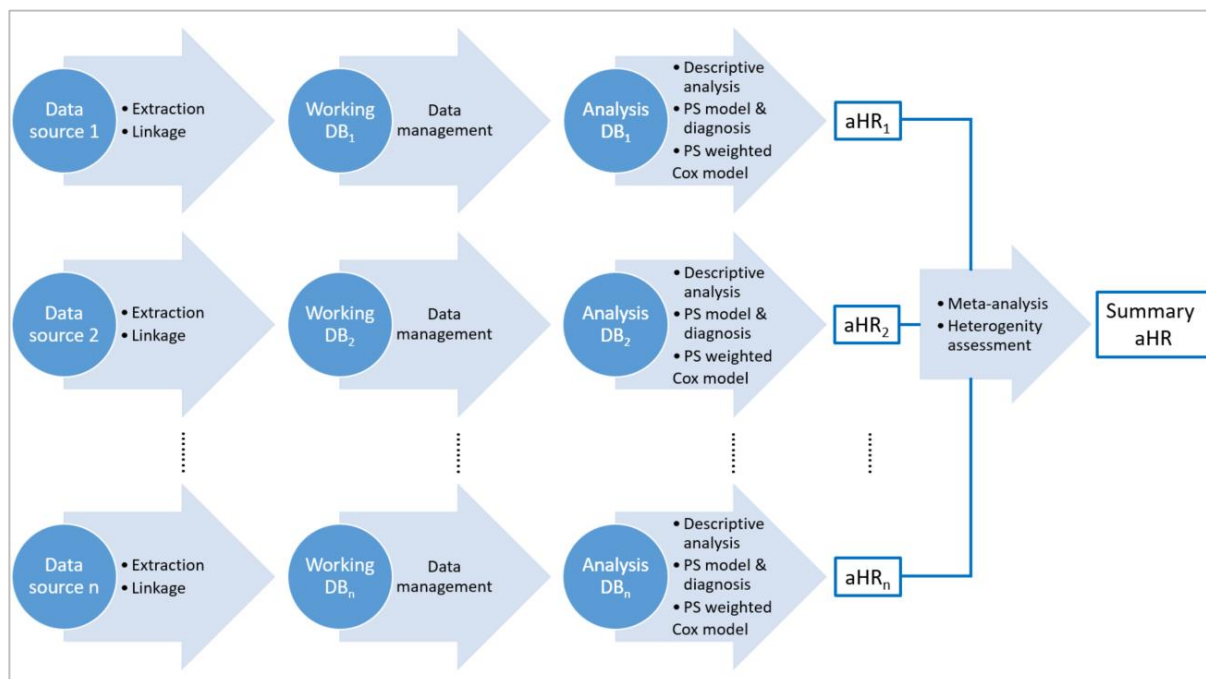 Data
source 1
• Extraction
• Linkage
Working
DB₁
Data
management
Analysis
DB₁
• Descriptive
analysis
• PS model &
diagnosis
• PS weighted
Cox model
aHR₁
Data
source 2
• Extraction
• Linkage
Working
DB₂
Data
management
Analysis
DB₂
• Descriptive
analysis
• PS model &
diagnosis
• PS weighted
Cox model
aHR₂
• Meta-analysis
• Heterogenity
assessment
Summary
aHR
Data
source n
• Extraction
• Linkage
Working
DBₙ
Data
management
Analysis
DBₙ
• Descriptive
analysis
• PS model &
diagnosis
• PS weighted
Cox model
aHRₙ